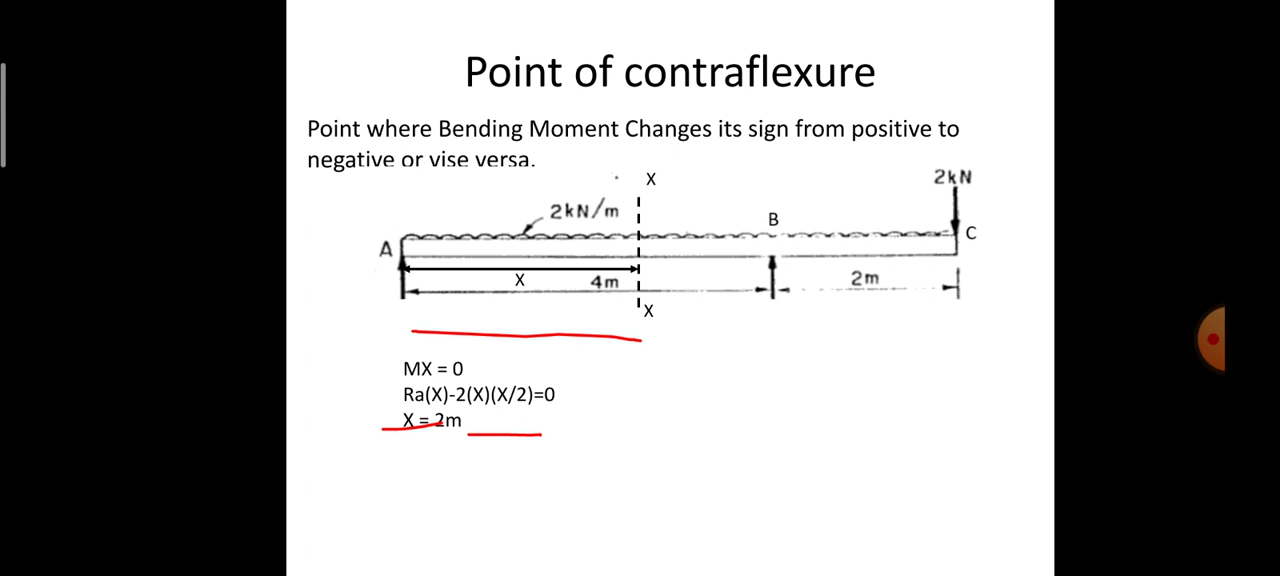 Point of contraflexure
Point where Bending Moment Changes its sign from positive to
negative or vise versa.
X
2kN
2kN/m
B
A
C
X
4m
2m
X
MX = 0
Ra(X)-2(X)(X/2)=0
X = 2m